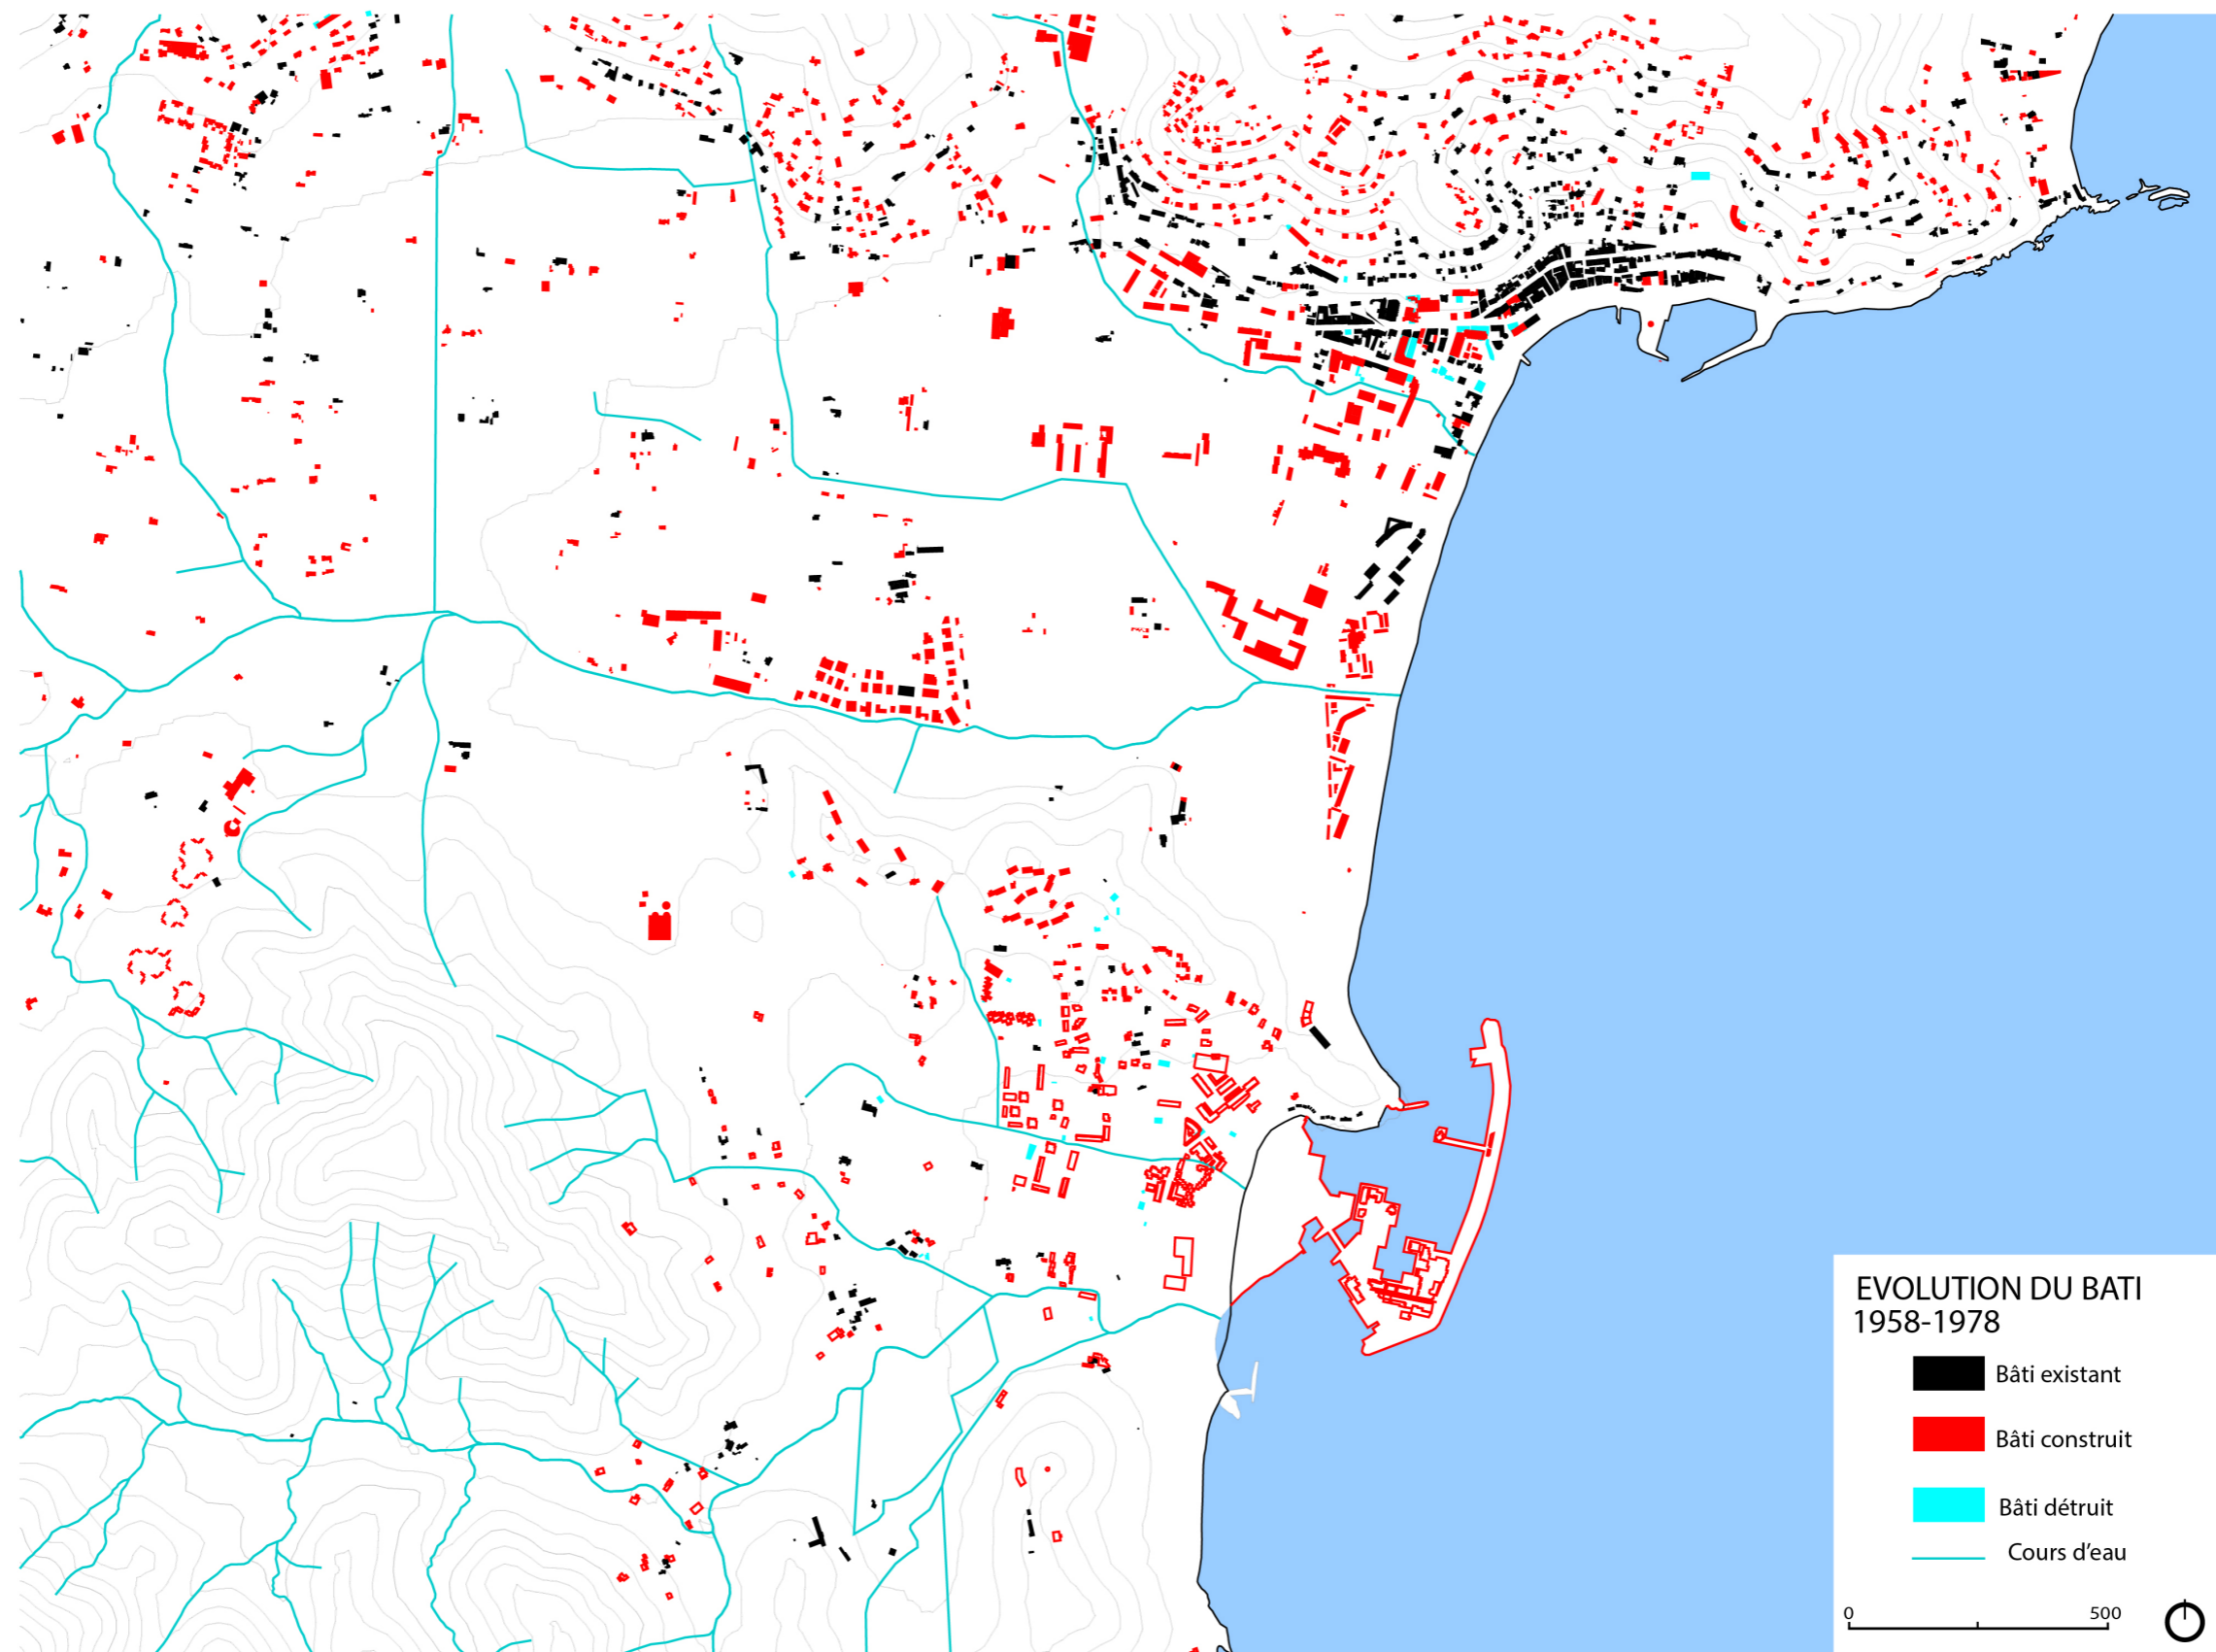 EVOLUTION DU BATI
1958-1978
Bâti existant
Bâti construit
Bâti détruit
Cours d'eau
0 500